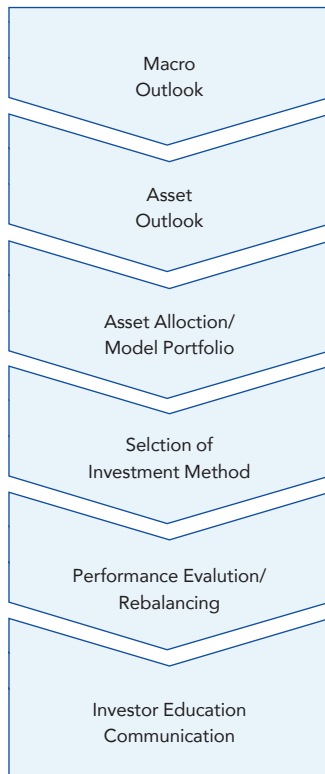 Macro
Outlook
Asset
Outlook
Asset Alloction/
Model Portfolio
Selction of
Investment Method
Performance Evalution/
Rebalancing
Investor Education
Communication